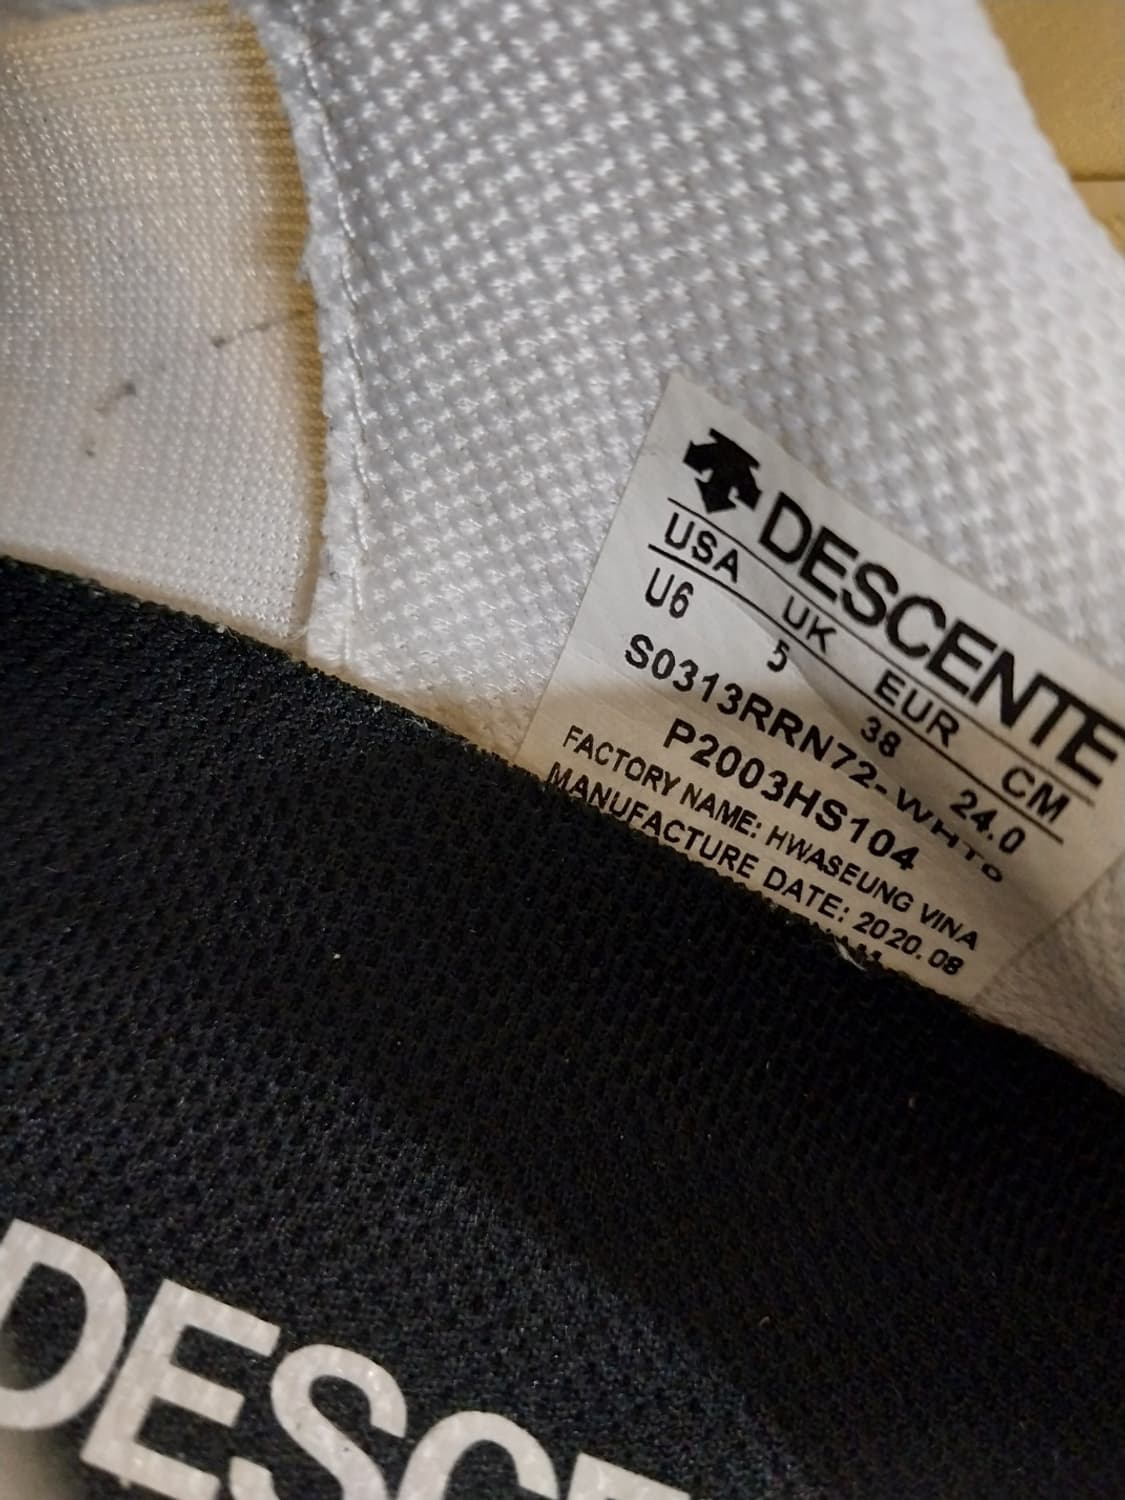 DESCENTE
USA UK EUR CM
U6 5 38 24.0
S0313RRN72-WHT0
P2003HS104
FACTORY NAME: HWASEUNG VINA
MANUFACTURE DATE: 2020.08
DESCE